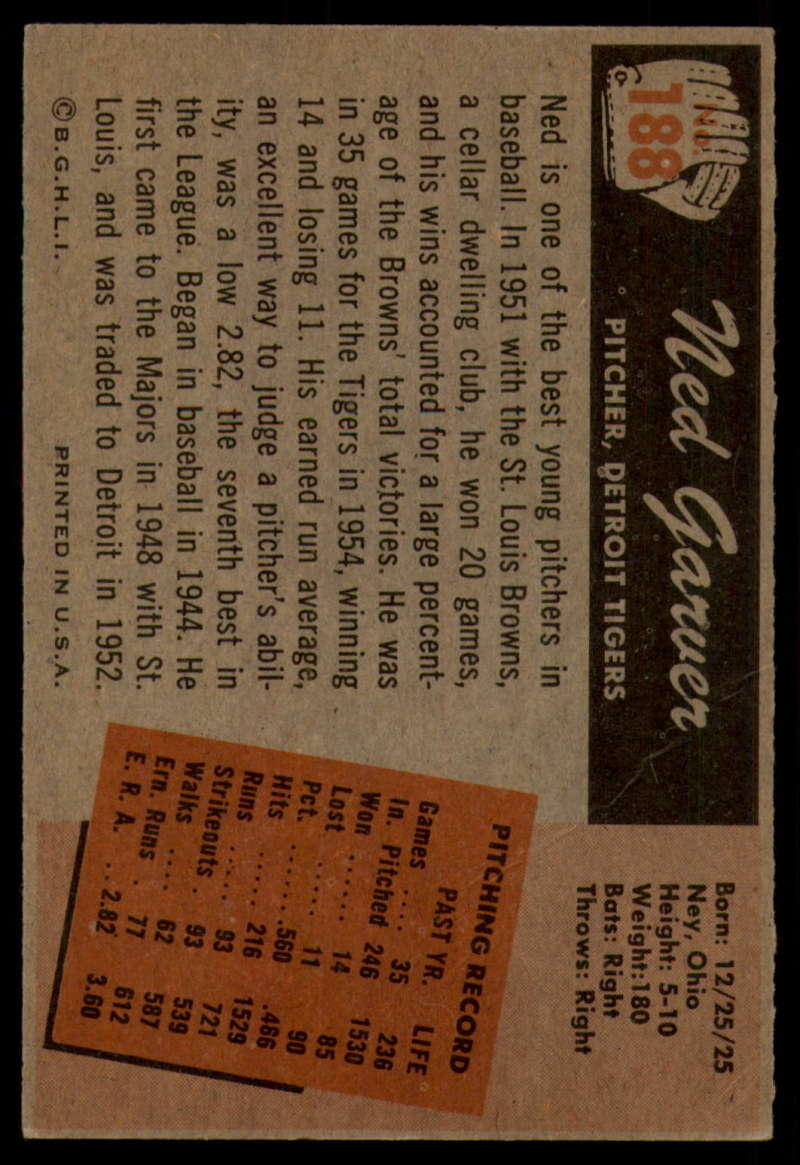 NO.
188
Ned Garver
PITCHER, DETROIT TIGERS
Born: 12/25/25
Ney, Ohio
Height: 5-10
Weight:180
Bats: Right
Throws: Right
Ned is one of the best young pitchers in
baseball. In 1951 with the St. Louis Browns,
a cellar dwelling club, he won 20 games,
and his wins accounted for a large percent-
age of the Browns' total victories. He was
in 35 games for the Tigers in 1954, winning
14 and losing 11. His earned run average,
an excellent way to judge a pitcher's abil-
ity, was a low 2.82, the seventh best in
the League. Began in baseball in 1944. He
first came to the Majors in 1948 with St.
Louis, and was traded to Detroit in 1952.
©B.G.H.L.I. PRINTED IN U.S.A.
PITCHING RECORD
PAST YR. LIFE
Games .... 35 236
In. Pitched 246 1530
Won ...... 14 85
Lost ..... 11 90
Pct. ......560 .486
Hits ..... 216 1529
Runs ..... 93 721
Strikeouts . 93 539
Walks .... 62 587
Ern. Runs . 77 612
E. R. A. .. 2.82 3.60